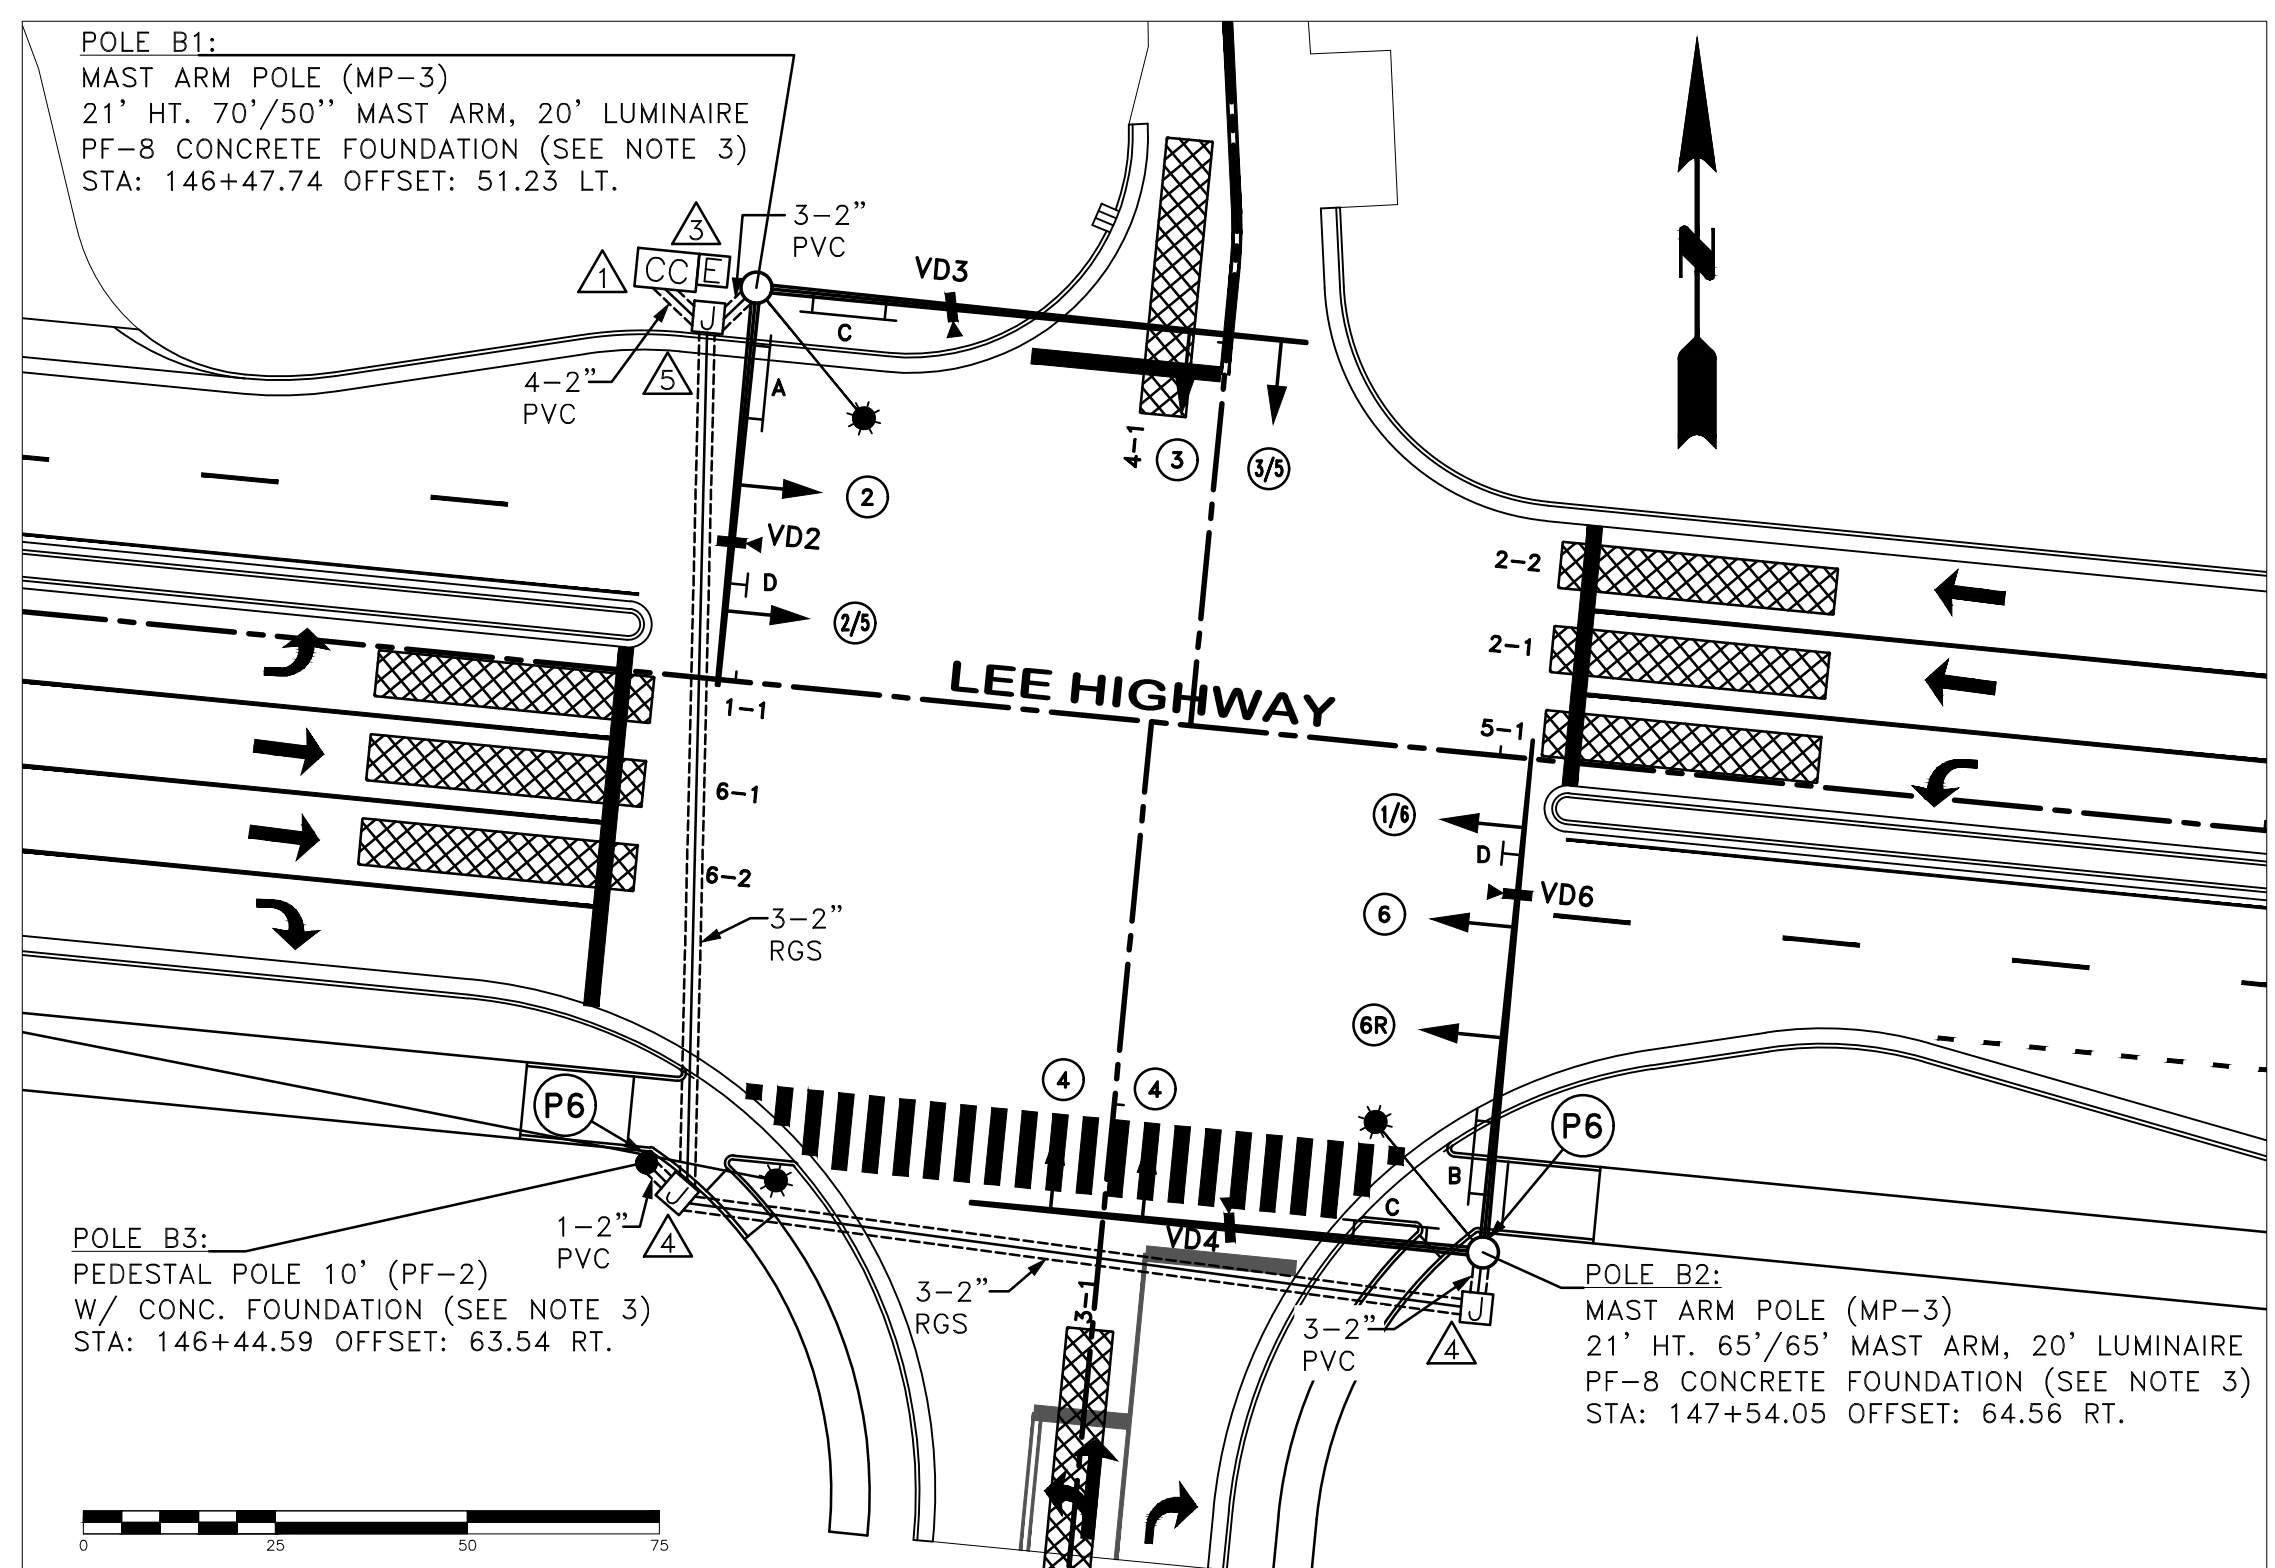 POLE B1:
MAST ARM POLE (MP-3)
21' HT. 70'/50'' MAST ARM, 20' LUMINAIRE
PF-8 CONCRETE FOUNDATION (SEE NOTE 3)
STA: 146+47.74 OFFSET: 51.23 LT.
3-2"
PVC
3
1
CC E
J
VD3
C
N
5
4-2"
PVC
A
4-1
3
3/5
2
VD2
D
2/5
2-2
2-1
LEE HIGHWAY
1-1
5-1
6-1
1/6
D
6-2
VD6
6
3-2"
RGS
6R
4
4
P6
P6
B
C
J
1-2"
PVC
4
VD4
POLE B3:
PEDESTAL POLE 10' (PF-2)
W/ CONC. FOUNDATION (SEE NOTE 3)
STA: 146+44.59 OFFSET: 63.54 RT.
3-2"
RGS
3-1
J
3-2"
PVC
4
POLE B2:
MAST ARM POLE (MP-3)
21' HT. 65'/65' MAST ARM, 20' LUMINAIRE
PF-8 CONCRETE FOUNDATION (SEE NOTE 3)
STA: 147+54.05 OFFSET: 64.56 RT.
0 25 50 75